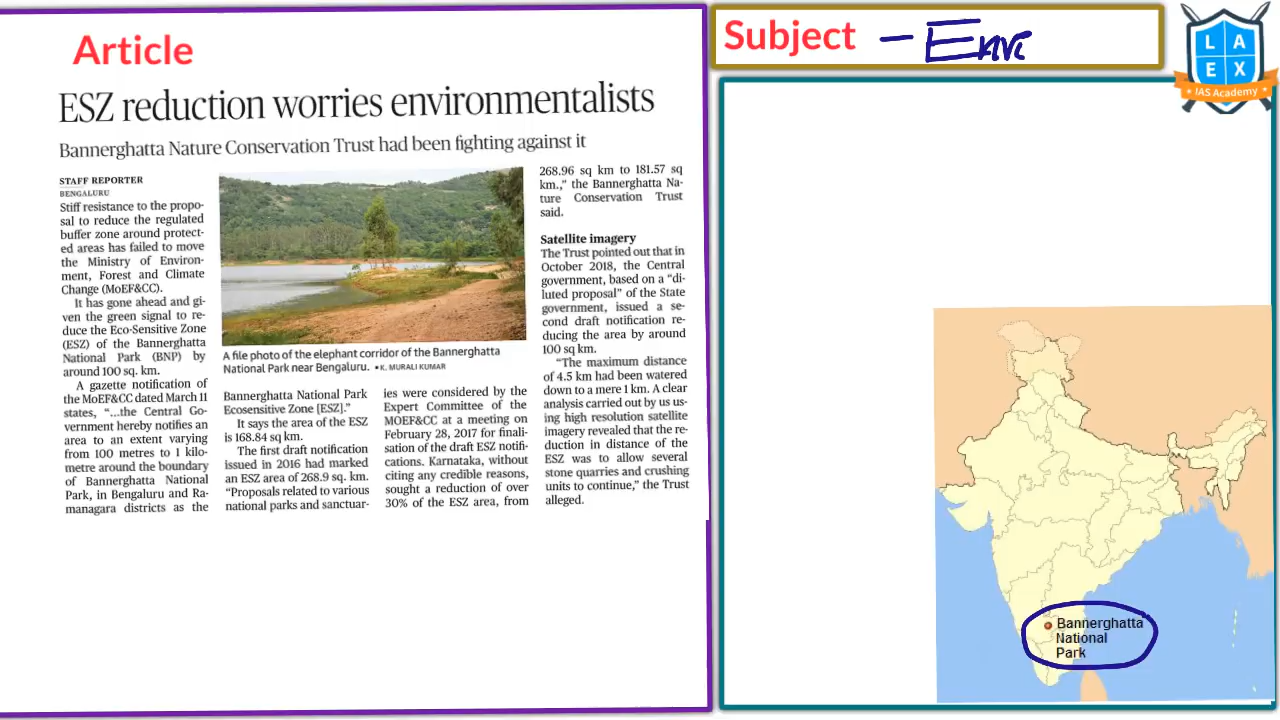 Article
ESZ reduction worries environmentalists
Bannerghatta Nature Conservation Trust had been fighting against it
STAFF REPORTER
BENGALURU
Stiff resistance to the propo-
sal to reduce the regulated
buffer zone around protect-
ed areas has failed to move
the Ministry of Environ-
ment, Forest and Climate
Change (MoEF&CC).
It has gone ahead and gi-
ven the green signal to re-
duce the Eco-Sensitive Zone
(ESZ) of the Bannerghatta
National Park (BNP) by
around 100 sq. km.
A gazette notification of
the MoEF&CC dated March 11
states, “...the Central Go-
vernment hereby notifies an
area to an extent varying
from 100 metres to 1 kilo-
metre around the boundary
of Bannerghatta National
Park, in Bengaluru and Ra-
managara districts as the
A file photo of the elephant corridor of the Bannerghatta
National Park near Bengaluru. • K. MURALI KUMAR
Bannerghatta National Park
Ecosensitive Zone [ESZ].”
It says the area of the ESZ
is 168.84 sq km.
The first draft notification
issued in 2016 had marked
an ESZ area of 268.9 sq. km.
“Proposals related to various
national parks and sanctuar-
ies were considered by the
Expert Committee of the
MOEF&CC at a meeting on
February 28, 2017 for finali-
sation of the draft ESZ notifi-
cations. Karnataka, without
citing any credible reasons,
sought a reduction of over
30% of the ESZ area, from
268.96 sq km to 181.57 sq
km.,” the Bannerghatta Na-
ture Conservation Trust
said.
Satellite imagery
The Trust pointed out that in
October 2018, the Central
government, based on a “di-
luted proposal” of the State
government, issued a se-
cond draft notification re-
ducing the area by around
100 sq km.
“The maximum distance
of 4.5 km had been watered
down to a mere 1 km. A clear
analysis carried out by us us-
ing high resolution satellite
imagery revealed that the re-
duction in distance of the
ESZ was to allow several
stone quarries and crushing
units to continue,” the Trust
alleged.
Subject - Env
LA
EX
IAS Academy
Bannerghatta
National
Park